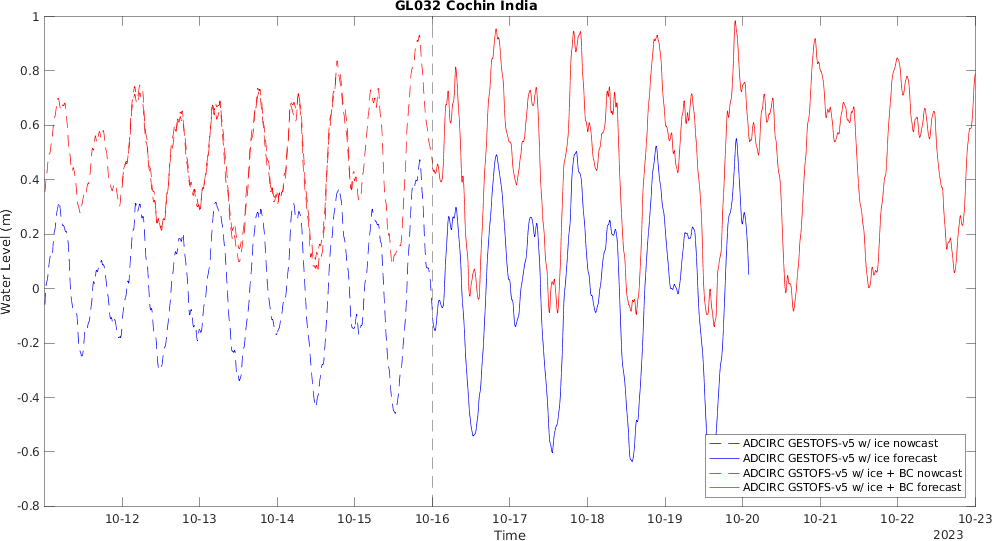 GL032 Cochin India
1
0.8
0.6
0.4
0.2
0
-0.2
-0.4
-0.6
-0.8
Water Level (m)
ADCIRC GESTOFS-v5 w/ ice nowcast
ADCIRC GESTOFS-v5 w/ ice forecast
ADCIRC GSTOFS-v5 w/ ice + BC nowcast
ADCIRC GSTOFS-v5 w/ ice + BC forecast
10-12 10-13 10-14 10-15 10-16 10-17 10-18 10-19 10-20 10-21 10-22 10-23
Time
2023